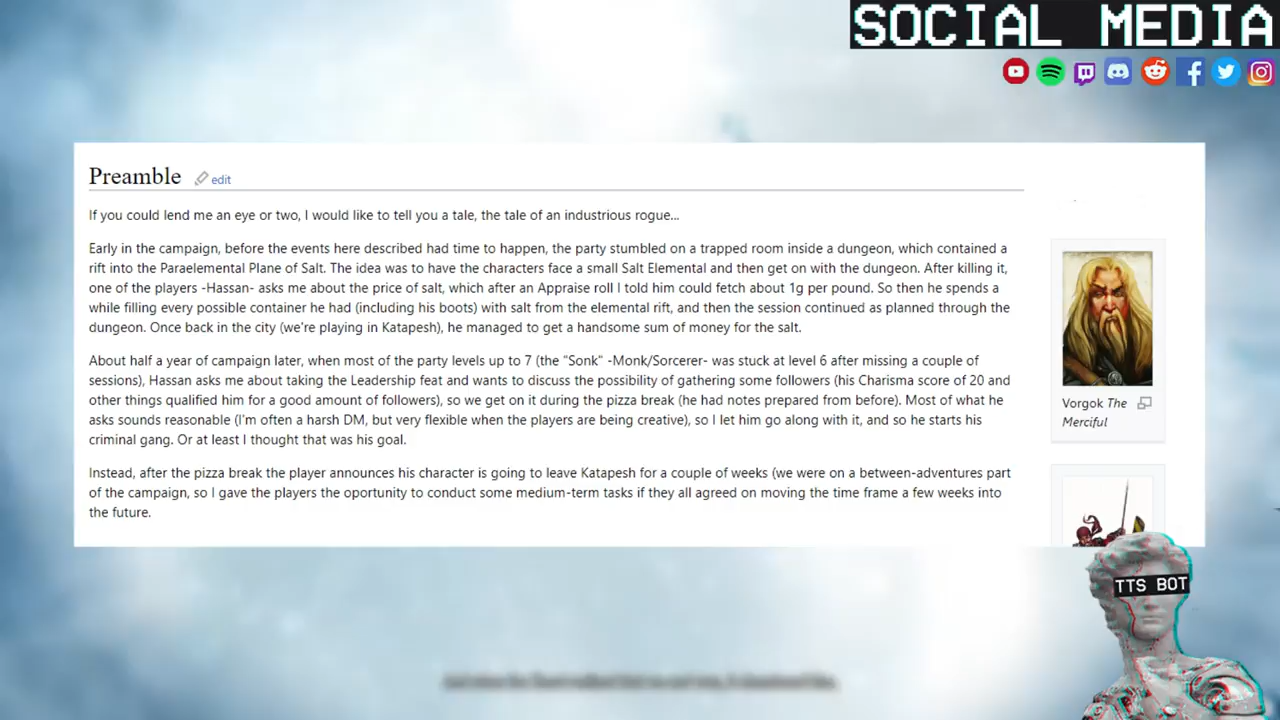 SOCIAL MEDIA
Preamble edit
If you could lend me an eye or two, I would like to tell you a tale, the tale of an industrious rogue...
Early in the campaign, before the events here described had time to happen, the party stumbled on a trapped room inside a dungeon, which contained a
rift into the Paraelemental Plane of Salt. The idea was to have the characters face a small Salt Elemental and then get on with the dungeon. After killing it,
one of the players -Hassan- asks me about the price of salt, which after an Appraise roll I told him could fetch about 1g per pound. So then he spends a
while filling every possible container he had (including his boots) with salt from the elemental rift, and then the session continued as planned through the
dungeon. Once back in the city (we're playing in Katapesh), he managed to get a handsome sum of money for the salt.
About half a year of campaign later, when most of the party levels up to 7 (the "Sonk" -Monk/Sorcerer- was stuck at level 6 after missing a couple of
sessions), Hassan asks me about taking the Leadership feat and wants to discuss the possibility of gathering some followers (his Charisma score of 20 and
other things qualified him for a good amount of followers), so we get on it during the pizza break (he had notes prepared from before). Most of what he
asks sounds reasonable (I'm often a harsh DM, but very flexible when the players are being creative), so I let him go along with it, and so he starts his
criminal gang. Or at least I thought that was his goal.
Instead, after the pizza break the player announces his character is going to leave Katapesh for a couple of weeks (we were on a between-adventures part
of the campaign, so I gave the players the oportunity to conduct some medium-term tasks if they all agreed on moving the time frame a few weeks into
the future.
Vorgok The
Merciful
TTS BOT